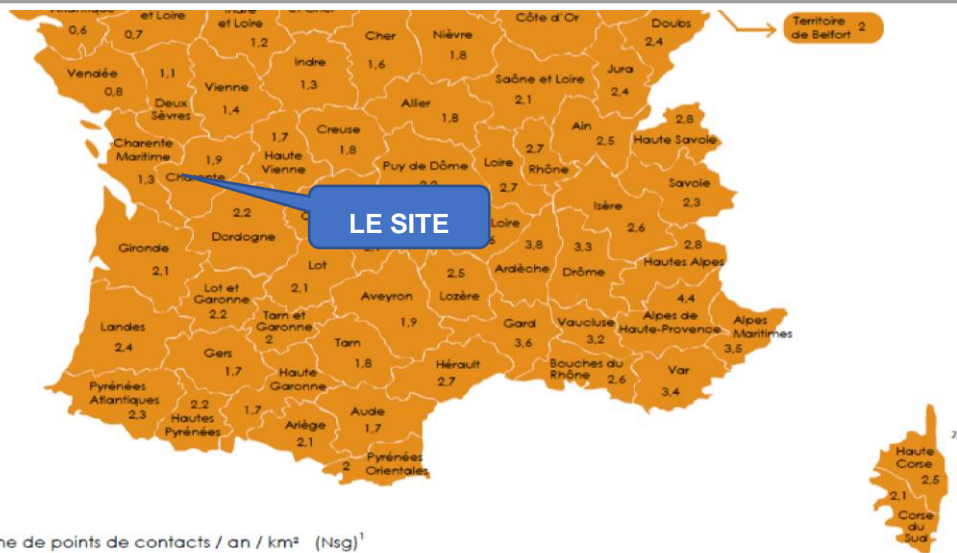 et Loire
0,6
0,7
et Loire
1,2
Cher
1,6
Nièvre
1,8
Côte d'Or
Doubs
2,4
Territoire
de Belfort 2
Vendée
0,8
1,1
Deux
Sèvres
Vienne
1,4
Indre
1,3
Allier
1,8
Saône et Loire
2,1
Jura
2,4
Charente
Maritime
1,3
1,9
Charente
1,7
Haute
Vienne
Creuse
1,8
Puy de Dôme
Loire
2,7
2,7
Rhône
Ain
2,5
2,8
Haute Savoie
Savoie
2,3
LE SITE
2,2
Dordogne
Loire
Isère
2,6
Gironde
2,1
Lot
2,1
2,5
Lozère
3,8
Ardèche
3,3
Drôme
2,8
Hautes Alpes
Lot et
Garonne
2,2
Tarn et
Garonne
2
Aveyron
1,9
4,4
Alpes de
Haute-Provence
Alpes
Maritimes
3,5
Landes
2,4
Gers
1,7
Haute
Garonne
1,7
Tarn
1,8
Hérault
2,7
Gard
3,6
Vaucluse
3,2
Bouches du
Rhône 2,6
Var
3,4
Pyrénées
Atlantiques
2,3
2,2
Hautes
Pyrénées
Ariège
2,1
Aude
1,7
2 Pyrénées
Orientales
Haute
Corse
2,5
2,1
Corse
du
Sud
2
de points de contacts / an / km² (Nsg)¹